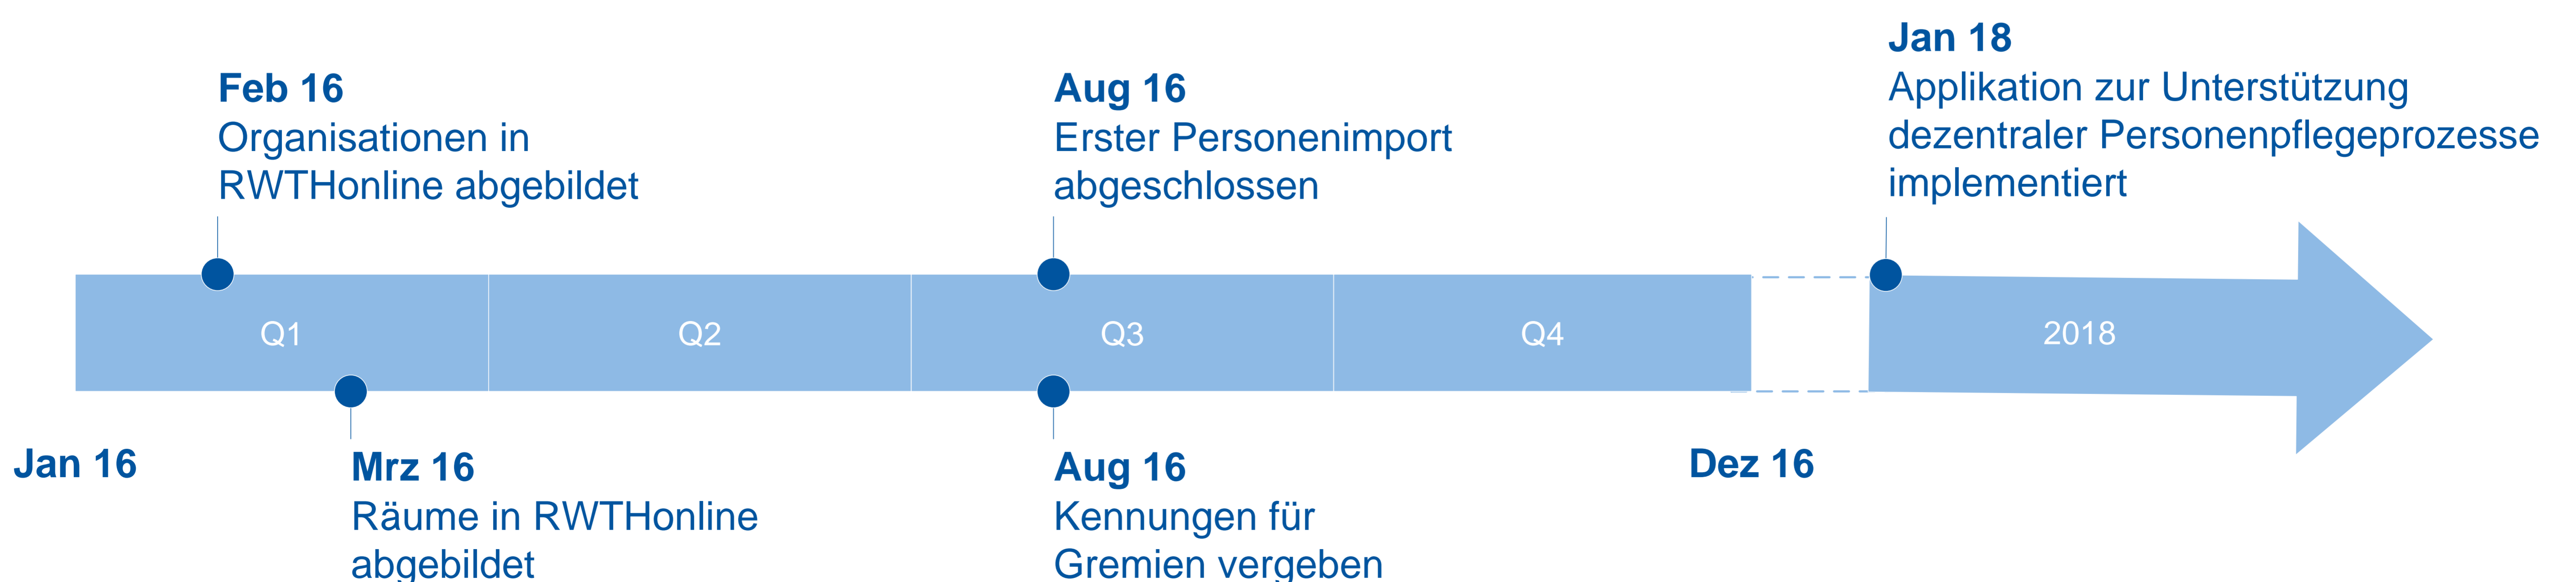 Jan 18
Applikation zur Unterstützung
dezentraler Personenpflegeprozesse
implementiert
Feb 16
Organisationen in
RWTHonline abgebildet
Aug 16
Erster Personenimport
abgeschlossen
Q1
Q2
Q3
Q4
2018
Jan 16
Mrz 16
Räume in RWTHonline
abgebildet
Aug 16
Kennungen für
Gremien vergeben
Dez 16